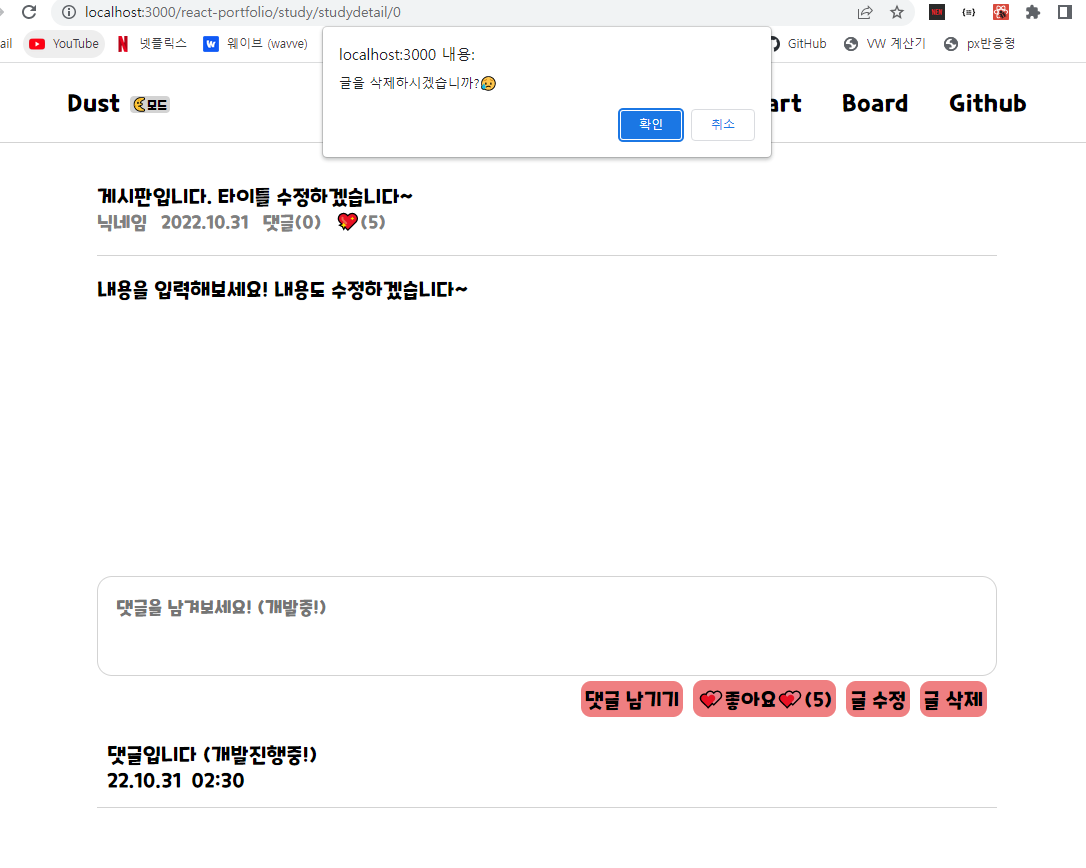 localhost:3000/react-portfolio/study/studydetail/0
ail YouTube 넷플릭스 웨이브 (wavve) GitHub VW 계산기 px반응형
localhost:3000 내용:
글을 삭제하시겠습니까?😥
확인 취소
Dust 모드 art Board Github
게시판입니다. 타이틀 수정하겠습니다~
닉네임 2022.10.31 댓글(0) 💖(5)
내용을 입력해보세요! 내용도 수정하겠습니다~
댓글을 남겨보세요! (개발중!)
댓글 남기기 💞좋아요💞(5) 글 수정 글 삭제
댓글입니다 (개발진행중!)
22.10.31 02:30